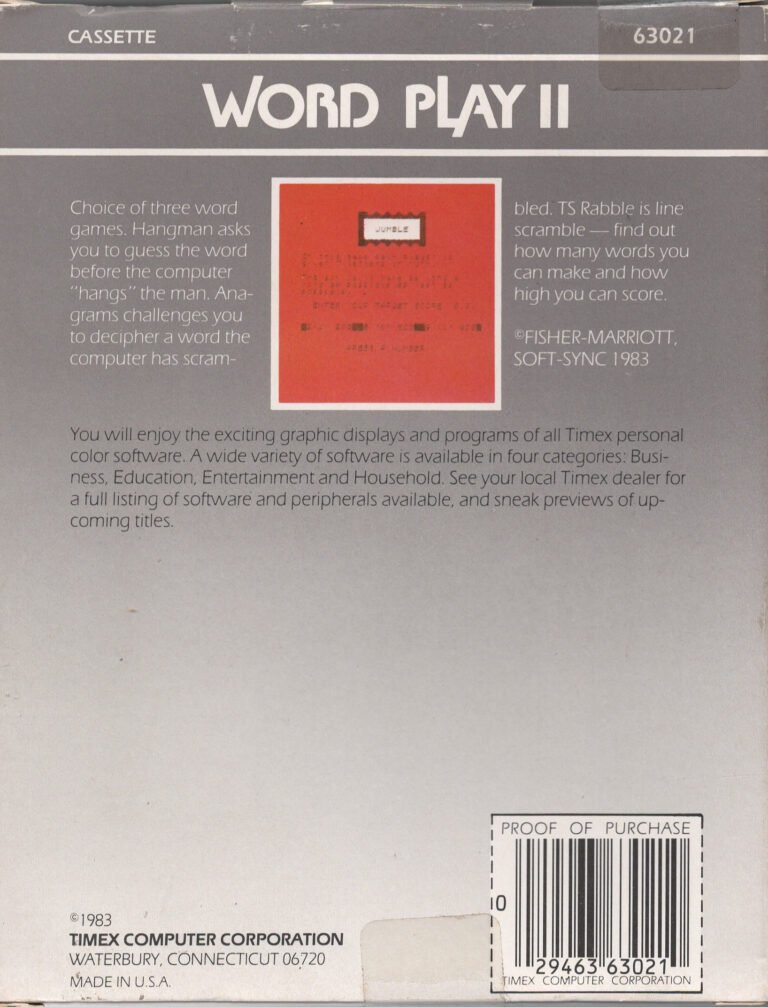 CASSETTE
63021
WORD PLAY II
Choice of three word
games. Hangman asks
you to guess the word
before the computer
"hangs" the man. Ana-
grams challenges you
to decipher a word the
computer has scram-
JUMBLE
ENTER YOUR TARGET SCORE
PRESS A NUMBER
bled. TS Rabble is line
scramble — find out
how many words you
can make and how
high you can score.
©FISHER-MARRIOTT,
SOFT-SYNC 1983
You will enjoy the exciting graphic displays and programs of all Timex personal
color software. A wide variety of software is available in four categories: Busi-
ness, Education, Entertainment and Household. See your local Timex dealer for
a full listing of software and peripherals available, and sneak previews of up-
coming titles.
©1983
TIMEX COMPUTER CORPORATION
WATERBURY, CONNECTICUT 06720
MADE IN U.S.A.
PROOF OF PURCHASE
0
29463 63021
TIMEX COMPUTER CORPORATION